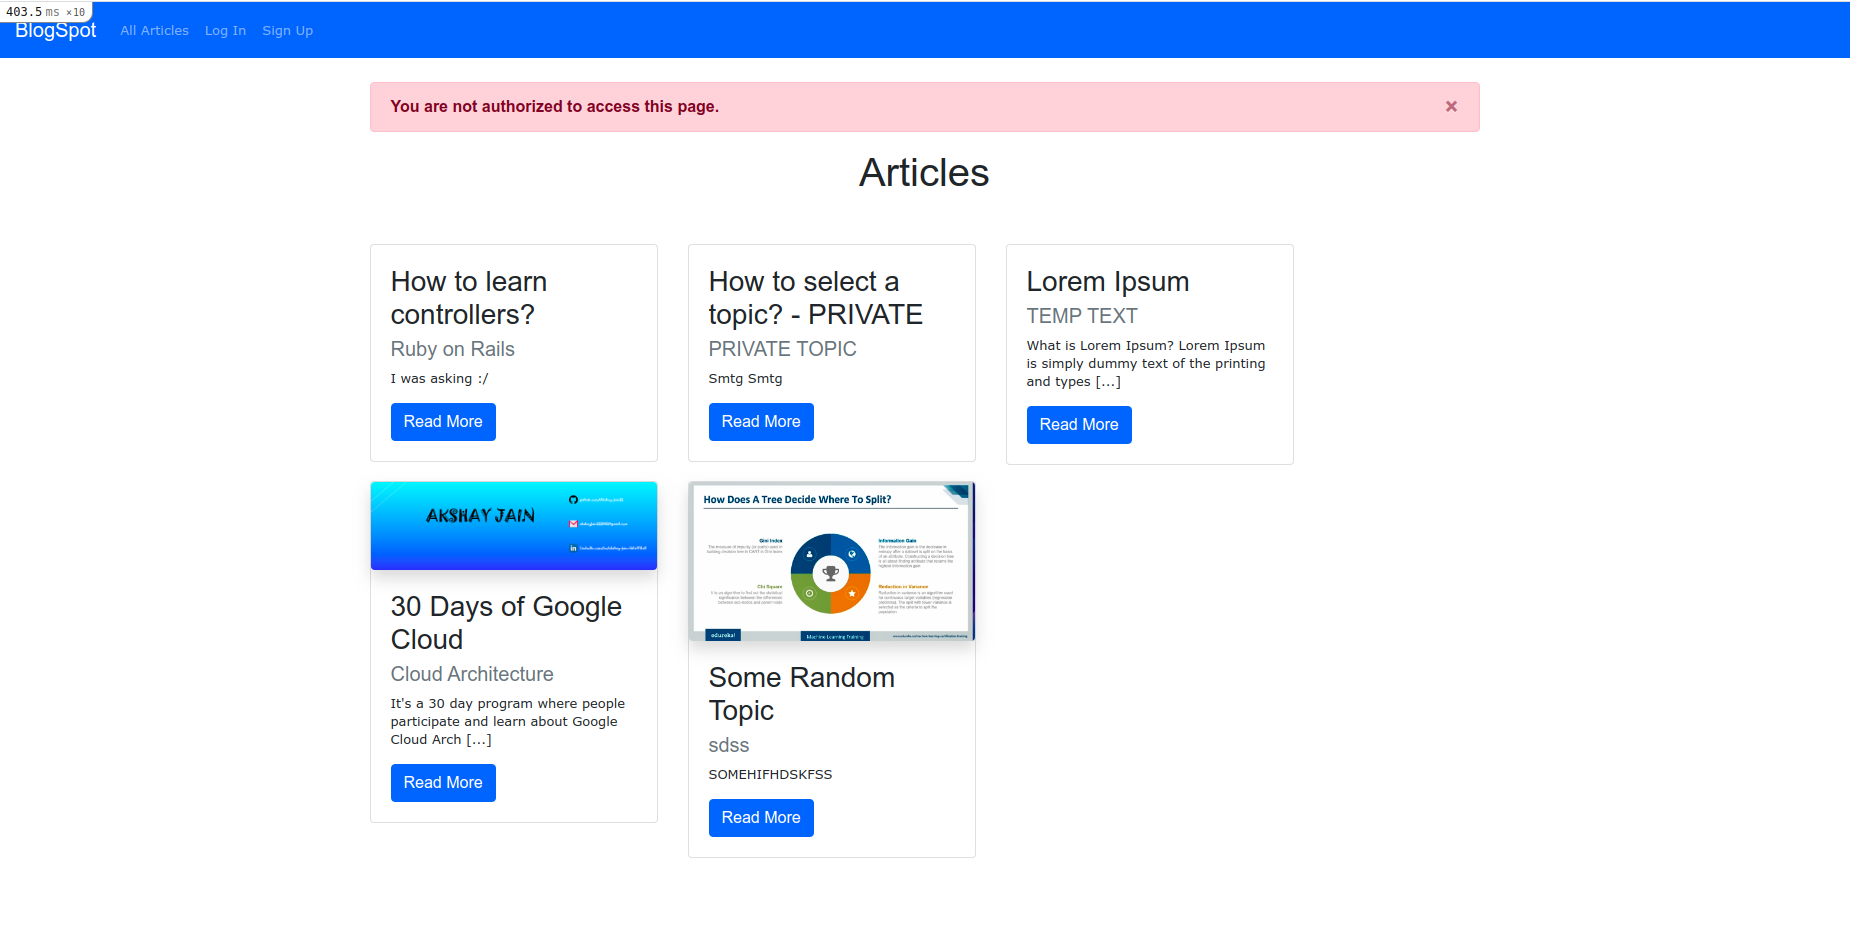 403.5 ms ×10
BlogSpot All Articles Log In Sign Up
You are not authorized to access this page. ×
Articles
How to learn
controllers?
Ruby on Rails
I was asking :/
Read More
How to select a
topic? - PRIVATE
PRIVATE TOPIC
Smtg Smtg
Read More
Lorem Ipsum
TEMP TEXT
What is Lorem Ipsum? Lorem Ipsum
is simply dummy text of the printing
and types [...]
Read More
AKSHAY JAIN
30 Days of Google
Cloud
Cloud Architecture
It's a 30 day program where people
participate and learn about Google
Cloud Arch [...]
Read More
How Does A Tree Decide Where To Split?
Gini Index
Information Gain
Chi Square
Reduction in Variance
edureka!
Machine Learning Training
Some Random
Topic
sdss
SOMEHIFHDSKFSS
Read More